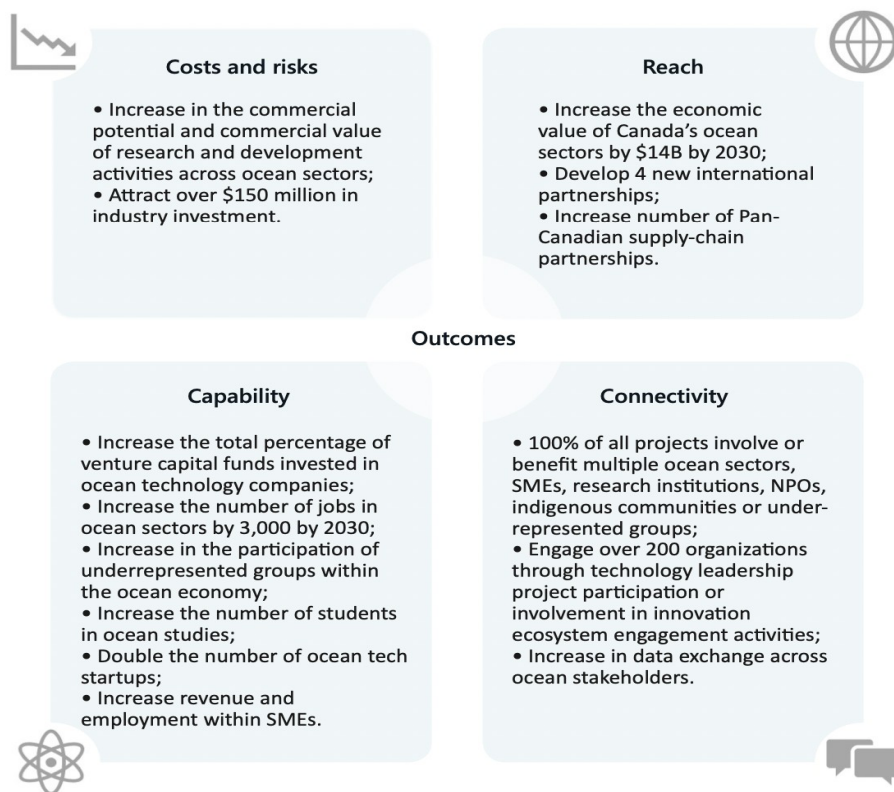 Costs and risks
• Increase in the commercial
potential and commercial value
of research and development
activities across ocean sectors;
• Attract over $150 million in
industry investment.
Reach
• Increase the economic
value of Canada's ocean
sectors by $14B by 2030;
• Develop 4 new international
partnerships;
• Increase number of Pan-
Canadian supply-chain
partnerships.
Outcomes
Capability
• Increase the total percentage of
venture capital funds invested in
ocean technology companies;
• Increase the number of jobs in
ocean sectors by 3,000 by 2030;
• Increase in the participation of
underrepresented groups within
the ocean economy;
• Increase the number of students
in ocean studies;
• Double the number of ocean tech
startups;
• Increase revenue and
employment within SMEs.
Connectivity
• 100% of all projects involve or
benefit multiple ocean sectors,
SMEs, research institutions, NPOs,
indigenous communities or under-
represented groups;
• Engage over 200 organizations
through technology leadership
project participation or
involvement in innovation
ecosystem engagement activities;
• Increase in data exchange across
ocean stakeholders.